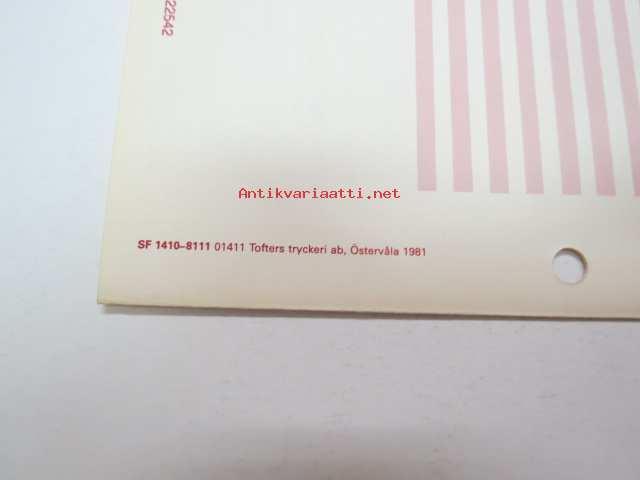 22542
Antikvariaatti.net
SF 1410-8111 01411 Tofters tryckeri ab, Östervåla 1981